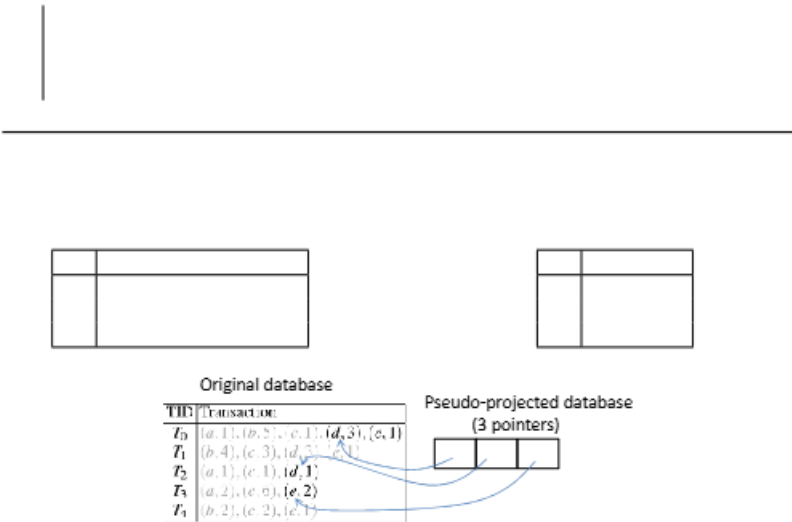 Original database
Pseudo-projected database
(3 pointers)
TID Transaction
T0 (a,1),(b,5),(c,1),(d,3),(e,1)
T1 (b,4),(c,3),(d,3),(e,1)
T2 (a,1),(c,1),(d,1)
T3 (a,2),(c,6),(e,2)
T4 (b,2),(c,2),(e,1)